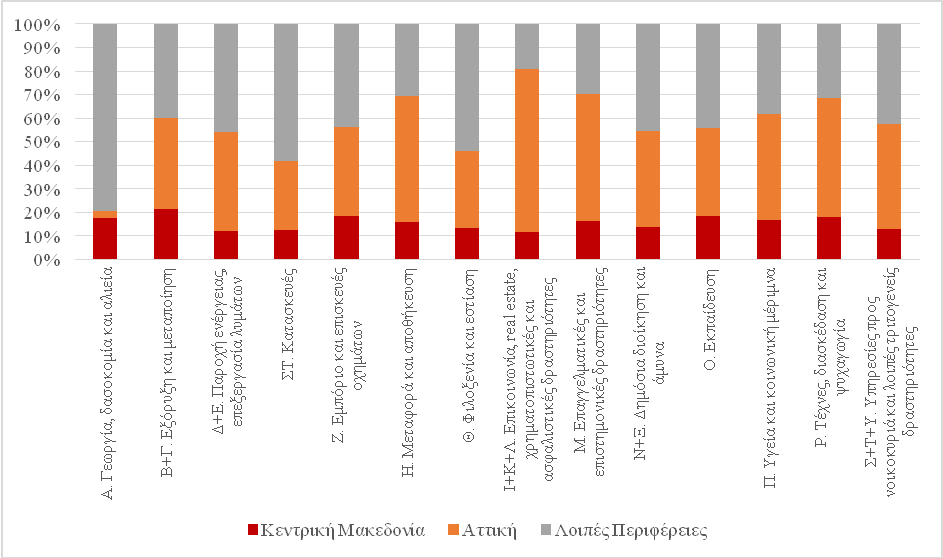 100%
90%
80%
70%
60%
50%
40%
30%
20%
10%
0%
Α. Γεωργία, δασοκομία και αλιεία
Β+Γ. Εξόρυξη και μεταποίηση
Δ+Ε. Παροχή ενέργειας,
επεξεργασία λυμάτων
ΣΤ. Κατασκευές
Ζ. Εμπόριο και επισκευές
οχημάτων
Η. Μεταφορά και αποθήκευση
Θ. Φιλοξενία και εστίαση
Ι+Κ+Λ. Επικοινωνία, real estate,
χρηματοπιστωτικές και
ασφαλιστικές δραστηριότητες
Μ. Επαγγελματικές και
επιστημονικές δραστηριότητες
Ν+Ξ. Δημόσια διοίκηση και
άμυνα
Ο. Εκπαίδευση
Π. Υγεία και κοινωνική μέριμνα
Ρ. Τέχνες, διασκέδαση και
ψυχαγωγία
Σ+Τ+Υ. Υπηρεσίες προς
νοικοκυριά και λοιπές τριτογενείς
δραστηριότητες
Κεντρική Μακεδονία
Αττική
Λοιπές Περιφέρειες